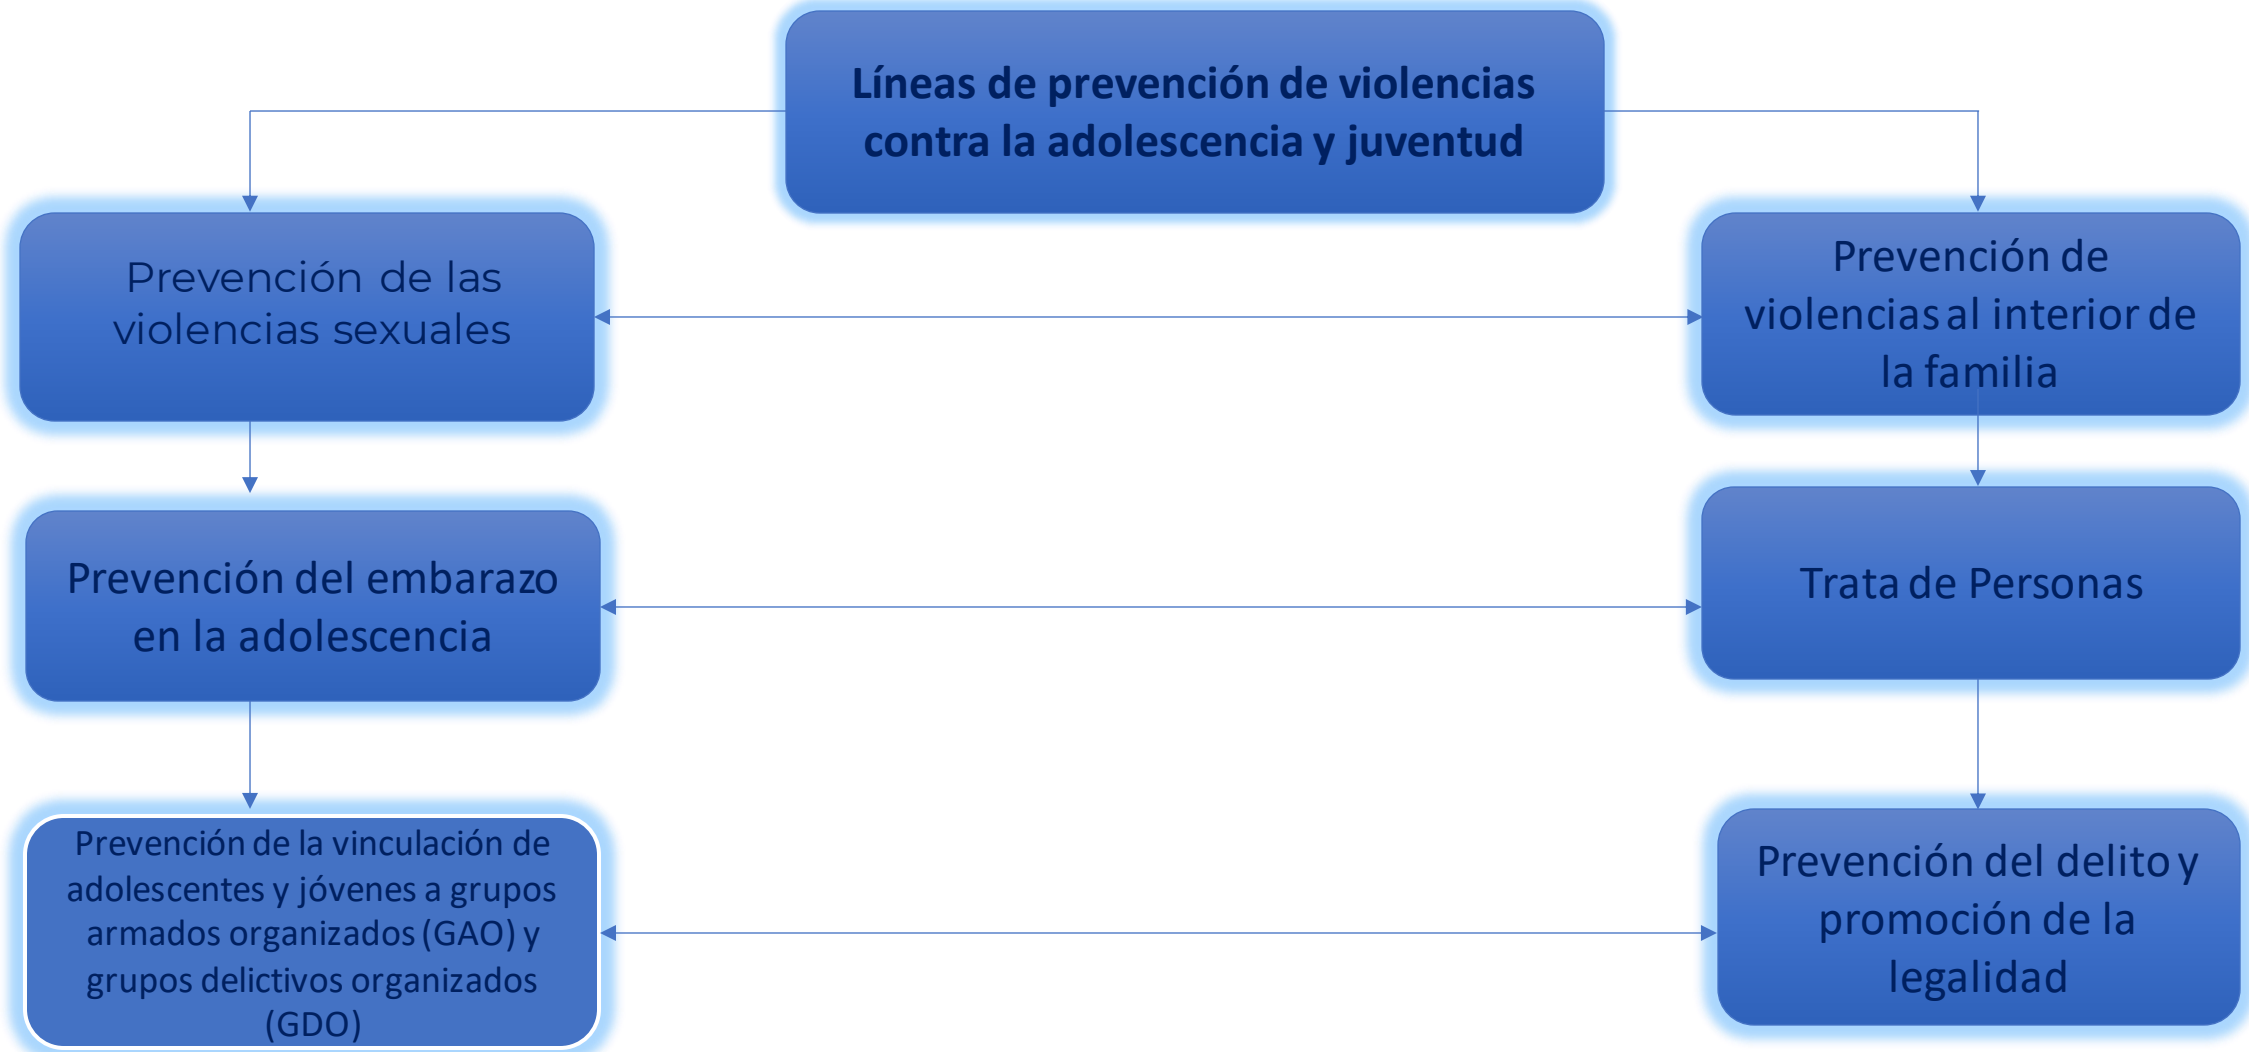 Líneas de prevención de violencias
contra la adolescencia y juventud
Prevención de las
violencias sexuales
Prevención de
violencias al interior de
la familia
Prevención del embarazo
en la adolescencia
Trata de Personas
Prevención de la vinculación de
adolescentes y jóvenes a grupos
armados organizados (GAO) y
grupos delictivos organizados
(GDO)
Prevención del delito y
promoción de la
legalidad